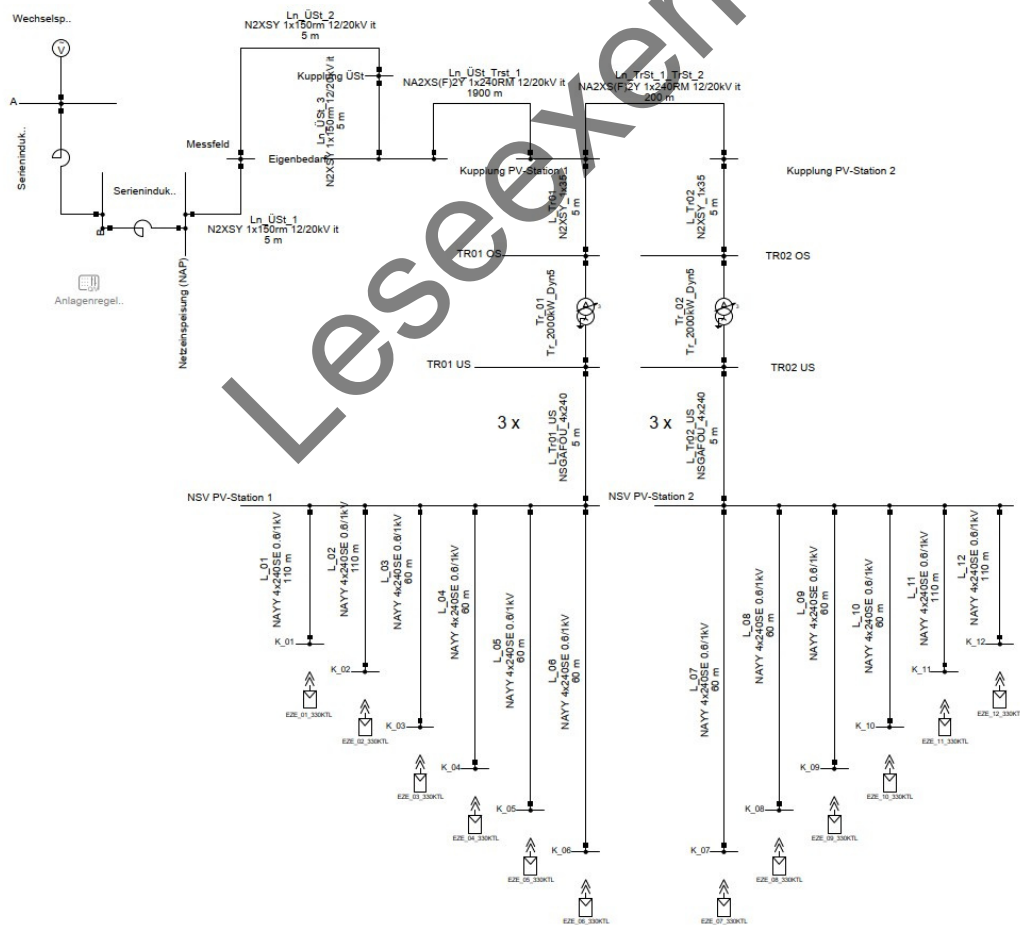 Wechselsp..
V
A
Serieninduk..
Ln_ÜSt_2
N2XSY 1x150rm 12/20kV it
5 m
Kupplung ÜSt
Ln_ÜSt_3
N2XSY 1x150rm 12/20kV it
5 m
Ln_ÜSt_Trst_1
NA2XS(F)2Y 1x240RM 12/20kV it
1900 m
Ln_TrSt_1_TrSt_2
NA2XS(F)2Y 1x240RM 12/20kV it
200 m
Messfeld
Eigenbedarf
Kupplung PV-Station 1
Kupplung PV-Station 2
Serieninduk..
B
Ln_ÜSt_1
N2XSY 1x150rm 12/20kV it
5 m
Netzeinspeisung (NAP)
Anlagenregel..
L_Tr01
N2XSY_1x35
5 m
L_Tr02
N2XSY_1x35
5 m
TR01 OS
TR02 OS
Tr_01
Tr_2000kW_Dyn5
Tr_02
Tr_2000kW_Dyn5
TR01 US
TR02 US
3 x
L_Tr01_US
NSGAFÖU_4x240
5 m
3 x
L_Tr02_US
NSGAFÖU_4x240
5 m
NSV PV-Station 1
NSV PV-Station 2
L_01
NAYY 4x240SE 0.6/1kV
110 m
L_02
NAYY 4x240SE 0.6/1kV
110 m
L_03
NAYY 4x240SE 0.6/1kV
60 m
L_04
NAYY 4x240SE 0.6/1kV
60 m
L_05
NAYY 4x240SE 0.6/1kV
60 m
L_06
NAYY 4x240SE 0.6/1kV
60 m
L_07
NAYY 4x240SE 0.6/1kV
60 m
L_08
NAYY 4x240SE 0.6/1kV
60 m
L_09
NAYY 4x240SE 0.6/1kV
60 m
L_10
NAYY 4x240SE 0.6/1kV
60 m
L_11
NAYY 4x240SE 0.6/1kV
110 m
L_12
NAYY 4x240SE 0.6/1kV
110 m
K_01
K_02
K_03
K_04
K_05
K_06
K_07
K_08
K_09
K_10
K_11
K_12
EZE_01_330KTL
EZE_02_330KTL
EZE_03_330KTL
EZE_04_330KTL
EZE_05_330KTL
EZE_06_330KTL
EZE_07_330KTL
EZE_08_330KTL
EZE_09_330KTL
EZE_10_330KTL
EZE_11_330KTL
EZE_12_330KTL
Leseexem